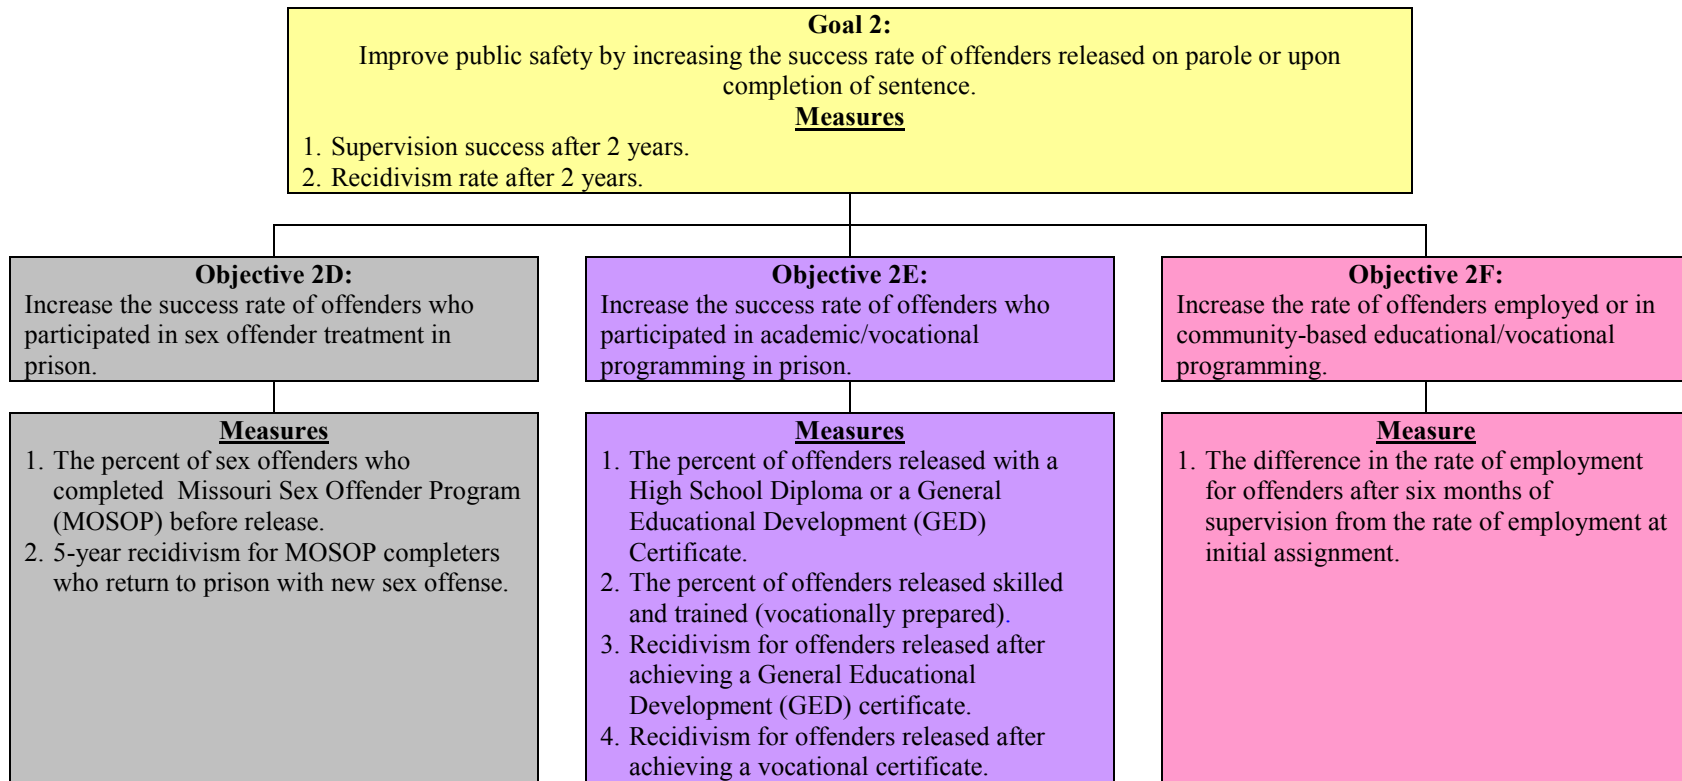 Goal 2:
Improve public safety by increasing the success rate of offenders released on parole or upon
completion of sentence.
Measures
1. Supervision success after 2 years.
2. Recidivism rate after 2 years.
Objective 2D:
Increase the success rate of offenders who
participated in sex offender treatment in
prison.
Objective 2E:
Increase the success rate of offenders who
participated in academic/vocational
programming in prison.
Objective 2F:
Increase the rate of offenders employed or in
community-based educational/vocational
programming.
Measures
1. The percent of sex offenders who
completed  Missouri Sex Offender Program
(MOSOP) before release.
2. 5-year recidivism for MOSOP completers
who return to prison with new sex offense.
Measures
1. The percent of offenders released with a
High School Diploma or a General
Educational Development (GED)
Certificate.
2. The percent of offenders released skilled
and trained (vocationally prepared).
3. Recidivism for offenders released after
achieving a General Educational
Development (GED) certificate.
4. Recidivism for offenders released after
achieving a vocational certificate.
Measure
1. The difference in the rate of employment
for offenders after six months of
supervision from the rate of employment at
initial assignment.